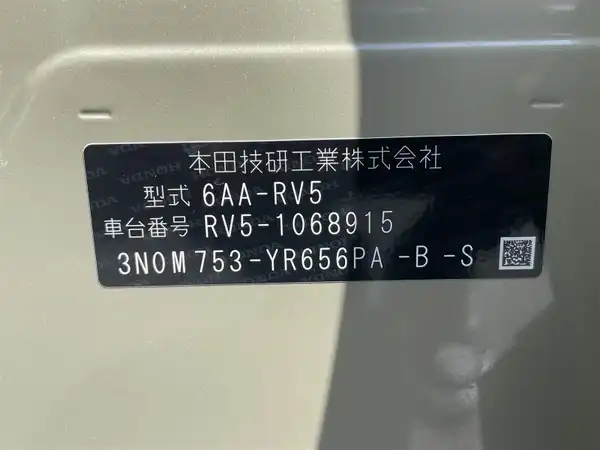 本田技研工業株式会社
型式 6AA-RV5
車台番号 RV5-1068915
3N0M753-YR656PA -B -S